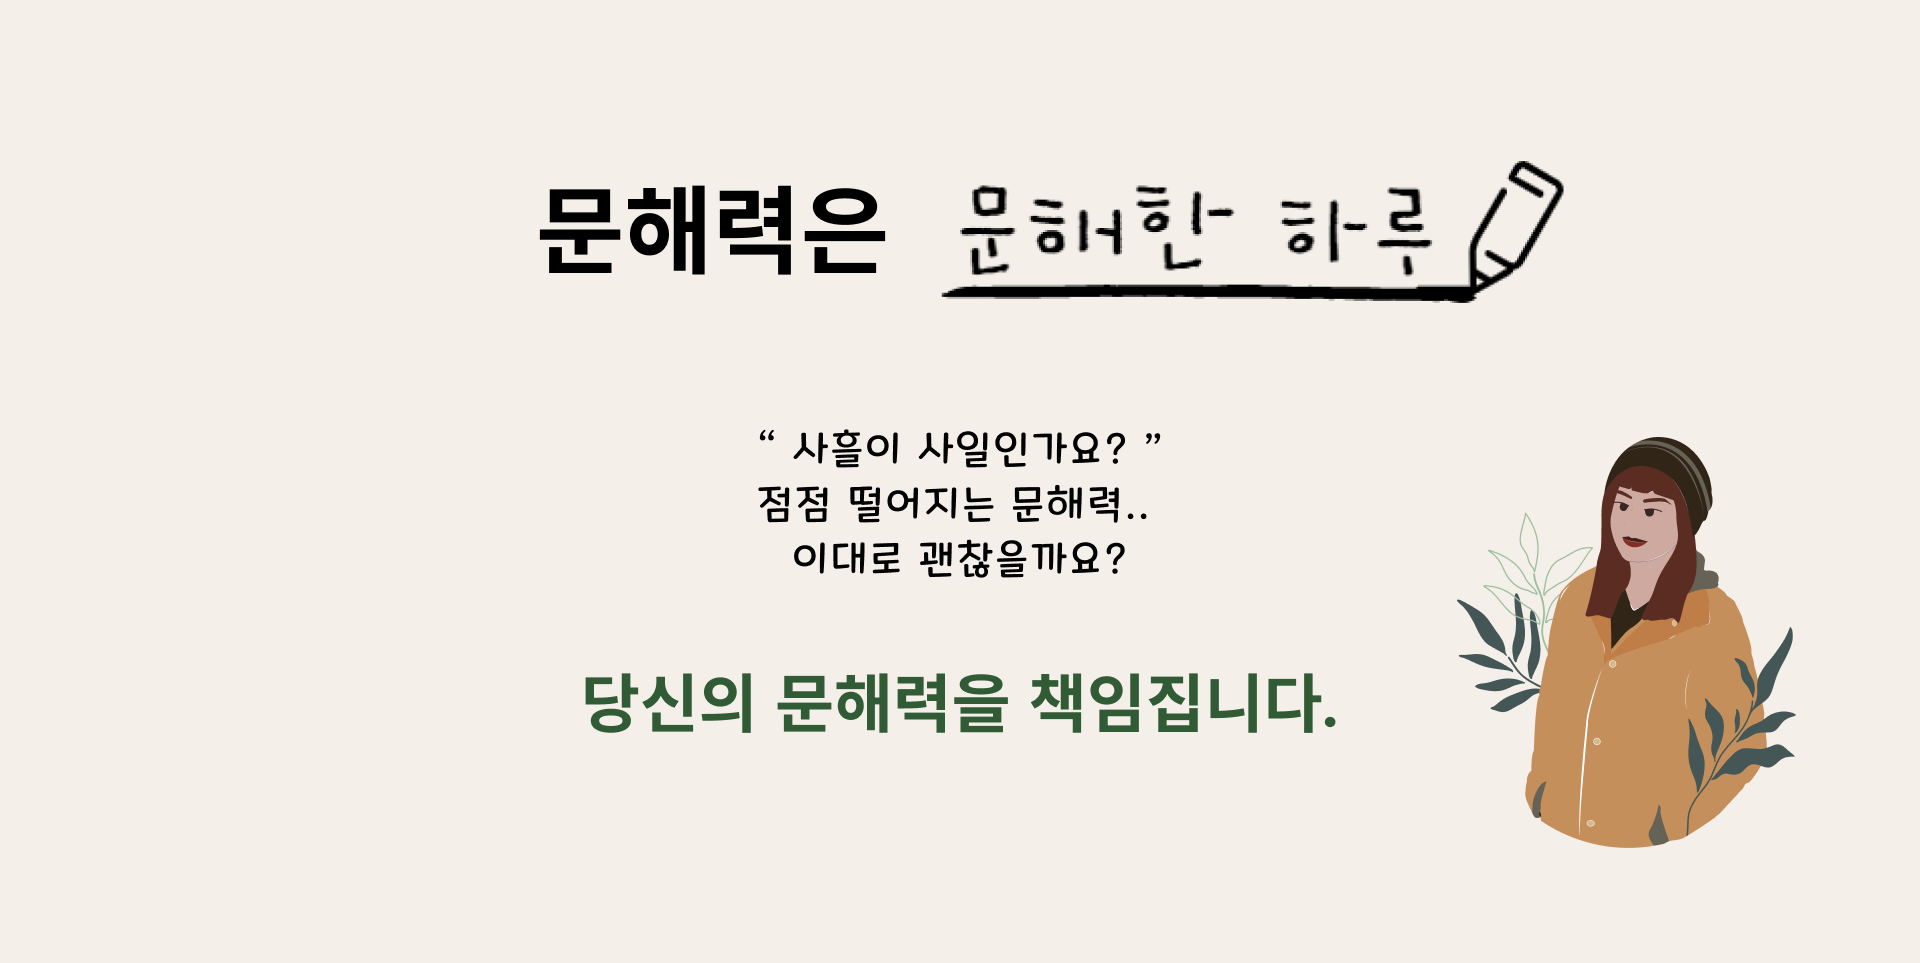 문해력은 문해한 하루
“ 사흘이 사일인가요? ”
점점 떨어지는 문해력..
이대로 괜찮을까요?
당신의 문해력을 책임집니다.